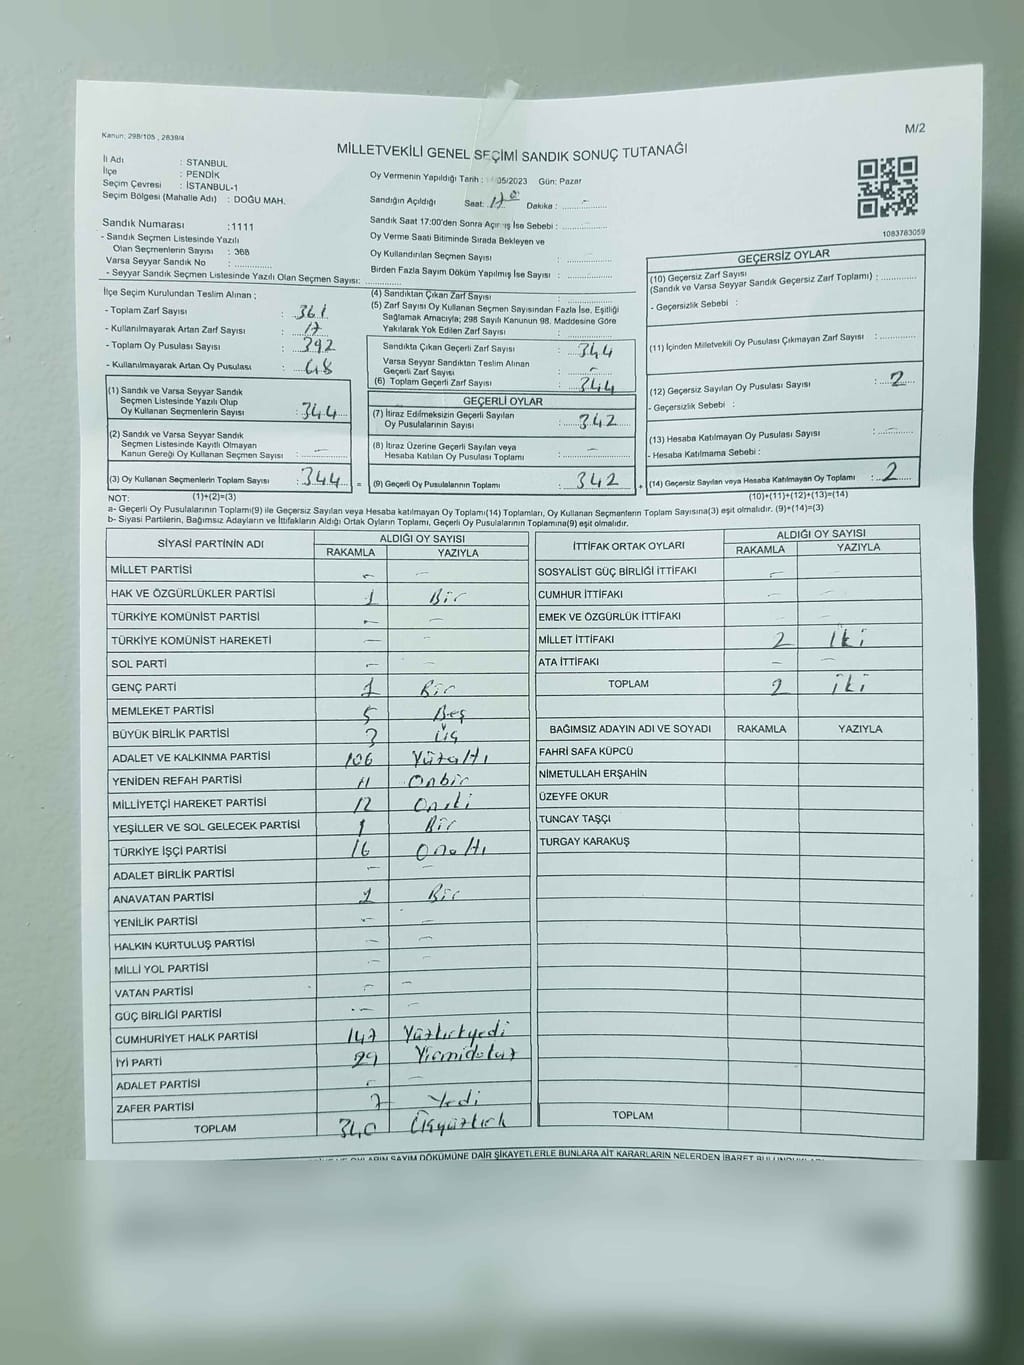 Kanun: 298/105 , 2839/4
M/2
MİLLETVEKİLİ GENEL SEÇİMİ SANDIK SONUÇ TUTANAĞI
İl Adı : STANBUL
İlçe : PENDİK
Seçim Çevresi : İSTANBUL-1
Seçim Bölgesi (Mahalle Adı) : DOĞU MAH.
Oy Vermenin Yapıldığı Tarih : /05/2023 Gün: Pazar
Sandığın Açıldığı Saat: 17 Dakika : -
Sandık Numarası : 1111
- Sandık Seçmen Listesinde Yazılı
Olan Seçmenlerin Sayısı : 368
Varsa Seyyar Sandık No :
- Seyyar Sandık Seçmen Listesinde Yazılı Olan Seçmen Sayısı:
Sandık Saat 17:00'den Sonra Açılmış İse Sebebi :
Oy Verme Saati Bitiminde Sırada Bekleyen ve
Oy Kullandırılan Seçmen Sayısı :
Birden Fazla Sayım Döküm Yapılmış İse Sayısı :
1083783059
İlçe Seçim Kurulundan Teslim Alınan ;
- Toplam Zarf Sayısı : 361
- Kullanılmayarak Artan Zarf Sayısı : 17
- Toplam Oy Pusulası Sayısı : 392
- Kullanılmayarak Artan Oy Pusulası : 48
(1) Sandık ve Varsa Seyyar Sandık
Seçmen Listesinde Yazılı Olup
Oy Kullanan Seçmenlerin Sayısı : 344
(2) Sandık ve Varsa Seyyar Sandık
Seçmen Listesinde Kayıtlı Olmayan
Kanun Gereği Oy Kullanan Seçmen Sayısı : -
(3) Oy Kullanan Seçmenlerin Toplam Sayısı : 344 =
(4) Sandıktan Çıkan Zarf Sayısı :
(5) Zarf Sayısı Oy Kullanan Seçmen Sayısından Fazla İse, Eşitliği
Sağlamak Amacıyla; 298 Sayılı Kanunun 98. Maddesine Göre
Yakılarak Yok Edilen Zarf Sayısı :
Sandıkta Çıkan Geçerli Zarf Sayısı : 344
Varsa Seyyar Sandıktan Teslim Alınan
Geçerli Zarf Sayısı : -
(6) Toplam Geçerli Zarf Sayısı : 344
GEÇERLİ OYLAR
(7) İtiraz Edilmeksizin Geçerli Sayılan
Oy Pusulalarının Sayısı : 342
(8) İtiraz Üzerine Geçerli Sayılan veya
Hesaba Katılan Oy Pusulası Toplamı : -
(9) Geçerli Oy Pusulalarının Toplamı : 342 +
GEÇERSİZ OYLAR
(10) Geçersiz Zarf Sayısı
(Sandık ve Varsa Seyyar Sandık Geçersiz Zarf Toplamı) :
- Geçersizlik Sebebi :
(11) İçinden Milletvekili Oy Pusulası Çıkmayan Zarf Sayısı :
(12) Geçersiz Sayılan Oy Pusulası Sayısı : 2
- Geçersizlik Sebebi :
(13) Hesaba Katılmayan Oy Pusulası Sayısı : -
- Hesaba Katılmama Sebebi :
(14) Geçersiz Sayılan veya Hesaba Katılmayan Oy Toplamı : 2
NOT: (1)+(2)=(3)
(10)+(11)+(12)+(13)=(14)
a- Geçerli Oy Pusulalarının Toplamı(9) ile Geçersiz Sayılan veya Hesaba katılmayan Oy Toplamı(14) Toplamları, Oy Kullanan Seçmenlerin Toplam Sayısına(3) eşit olmalıdır. (9)+(14)=(3)
b- Siyasi Partilerin, Bağımsız Adayların ve İttifakların Aldığı Ortak Oyların Toplamı, Geçerli Oy Pusulalarının Toplamına(9) eşit olmalıdır.
SİYASİ PARTİNİN ADI ALDIĞI OY SAYISI
RAKAMLA YAZIYLA
MİLLET PARTİSİ - -
HAK VE ÖZGÜRLÜKLER PARTİSİ 1 Bir
TÜRKİYE KOMÜNİST PARTİSİ - -
TÜRKİYE KOMÜNİST HAREKETİ - -
SOL PARTİ - -
GENÇ PARTİ 1 Bir
MEMLEKET PARTİSİ 5 Beş
BÜYÜK BİRLİK PARTİSİ 3 Üç
ADALET VE KALKINMA PARTİSİ 106 Yüzaltı
YENİDEN REFAH PARTİSİ 11 Onbir
MİLLİYETÇİ HAREKET PARTİSİ 12 Oniki
YEŞİLLER VE SOL GELECEK PARTİSİ 1 Bir
TÜRKİYE İŞÇİ PARTİSİ 16 Onaltı
ADALET BİRLİK PARTİSİ - -
ANAVATAN PARTİSİ 1 Bir
YENİLİK PARTİSİ - -
HALKIN KURTULUŞ PARTİSİ - -
MİLLİ YOL PARTİSİ - -
VATAN PARTİSİ - -
GÜÇ BİRLİĞİ PARTİSİ - -
CUMHURİYET HALK PARTİSİ 147 Yüzkırkyedi
İYİ PARTİ 29 Yirmidokuz
ADALET PARTİSİ - -
ZAFER PARTİSİ 7 Yedi
TOPLAM 340 Üçyüzkırk
İTTİFAK ORTAK OYLARI ALDIĞI OY SAYISI
RAKAMLA YAZIYLA
SOSYALİST GÜÇ BİRLİĞİ İTTİFAKI - -
CUMHUR İTTİFAKI - -
EMEK VE ÖZGÜRLÜK İTTİFAKI - -
MİLLET İTTİFAKI 2 İki
ATA İTTİFAKI - -
TOPLAM 2 iki
BAĞIMSIZ ADAYIN ADI VE SOYADI RAKAMLA YAZIYLA
FAHRİ SAFA KÜPCÜ
NİMETULLAH ERŞAHİN
ÜZEYFE OKUR
TUNCAY TAŞÇI
TURGAY KARAKUŞ
TOPLAM
OYLARIN SAYIM DÖKÜMÜNE DAİR ŞİKAYETLERLE BUNLARA AİT KARARLARIN NELERDEN İBARET